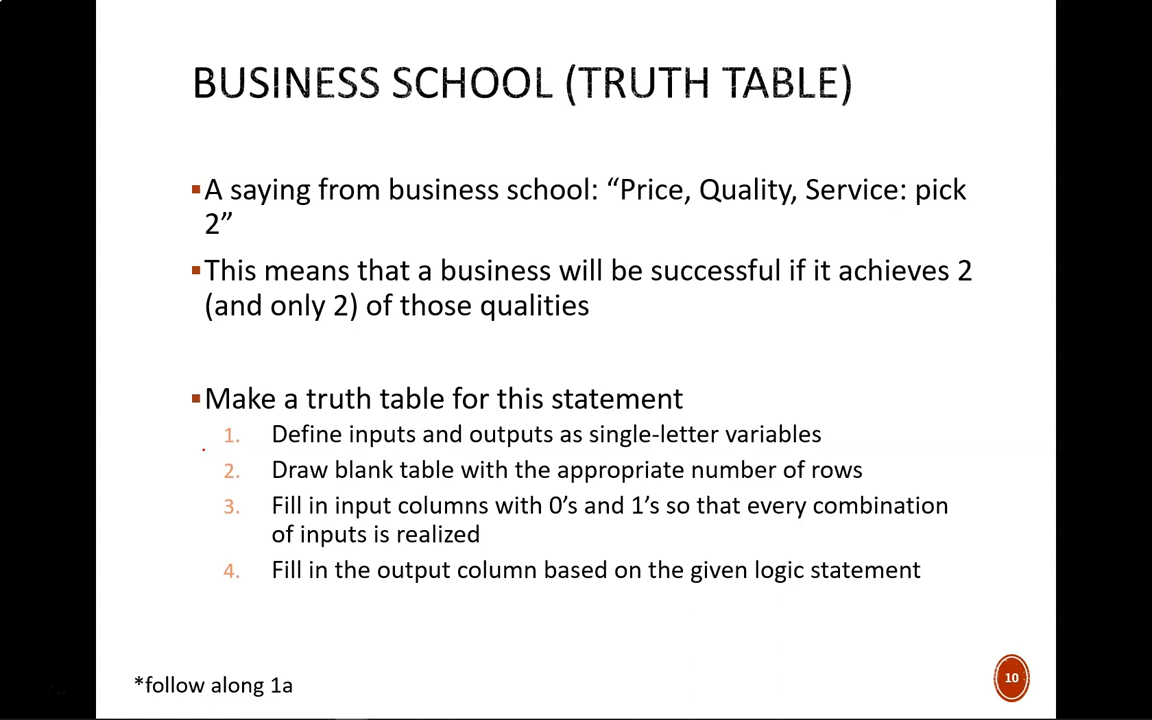 BUSINESS SCHOOL (TRUTH TABLE)
▪A saying from business school: “Price, Quality, Service: pick
2”
▪This means that a business will be successful if it achieves 2
(and only 2) of those qualities
▪Make a truth table for this statement
1. Define inputs and outputs as single-letter variables
2. Draw blank table with the appropriate number of rows
3. Fill in input columns with 0’s and 1’s so that every combination
of inputs is realized
4. Fill in the output column based on the given logic statement
*follow along 1a
10